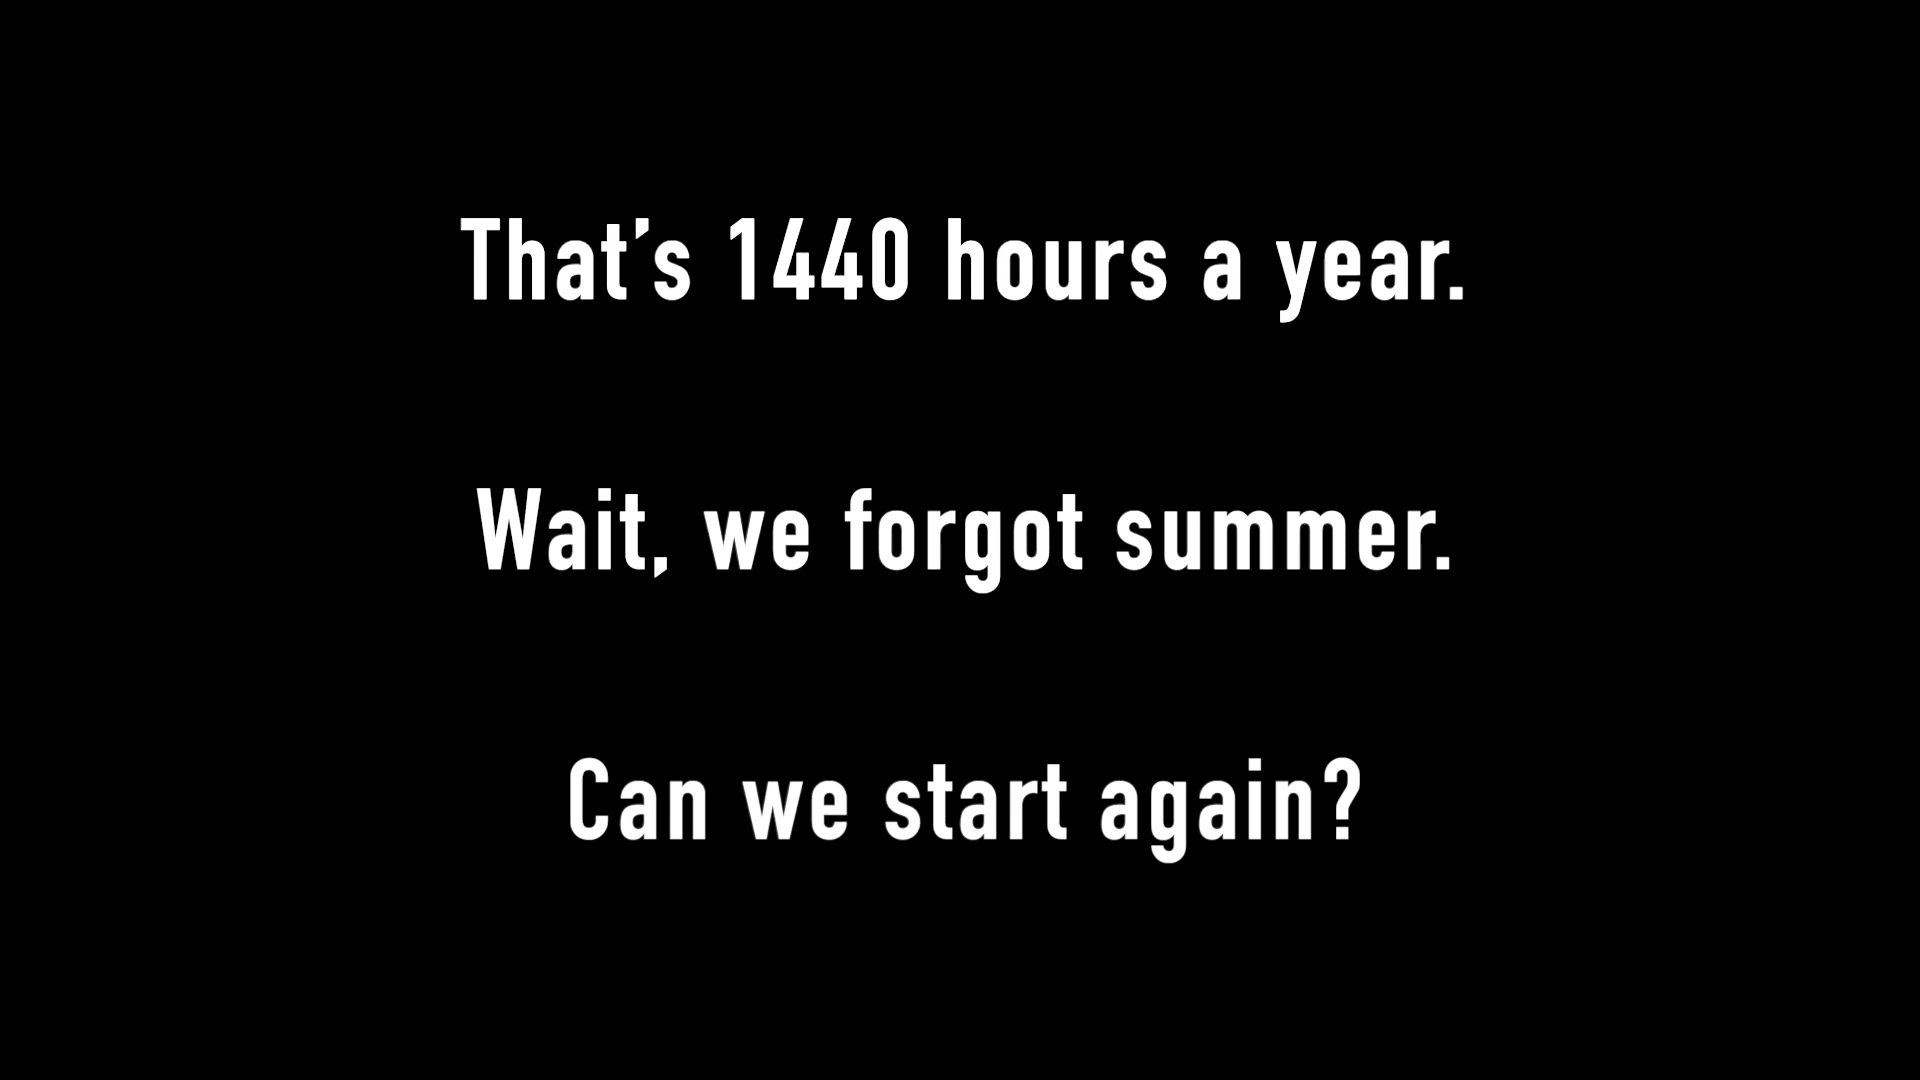 That’s 1440 hours a year.
Wait, we forgot summer.
Can we start again?